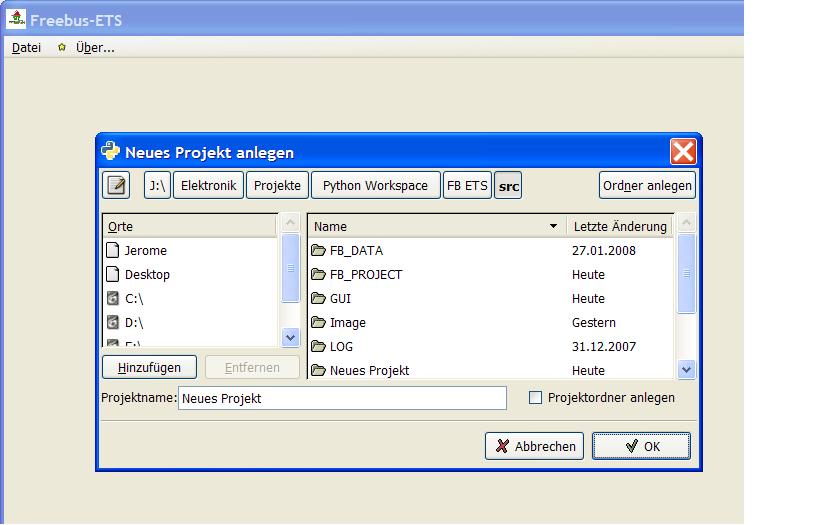 Freebus-ETS
Datei Über...
Neues Projekt anlegen
J:\ Elektronik Projekte Python Workspace FB ETS src Ordner anlegen
Orte Name Letzte Änderung
Jerome FB_DATA 27.01.2008
Desktop FB_PROJECT Heute
C:\ GUI Heute
D:\ Image Gestern
LOG 31.12.2007
Neues Projekt Heute
Hinzufügen Entfernen
Projektname: Neues Projekt Projektordner anlegen
Abbrechen OK